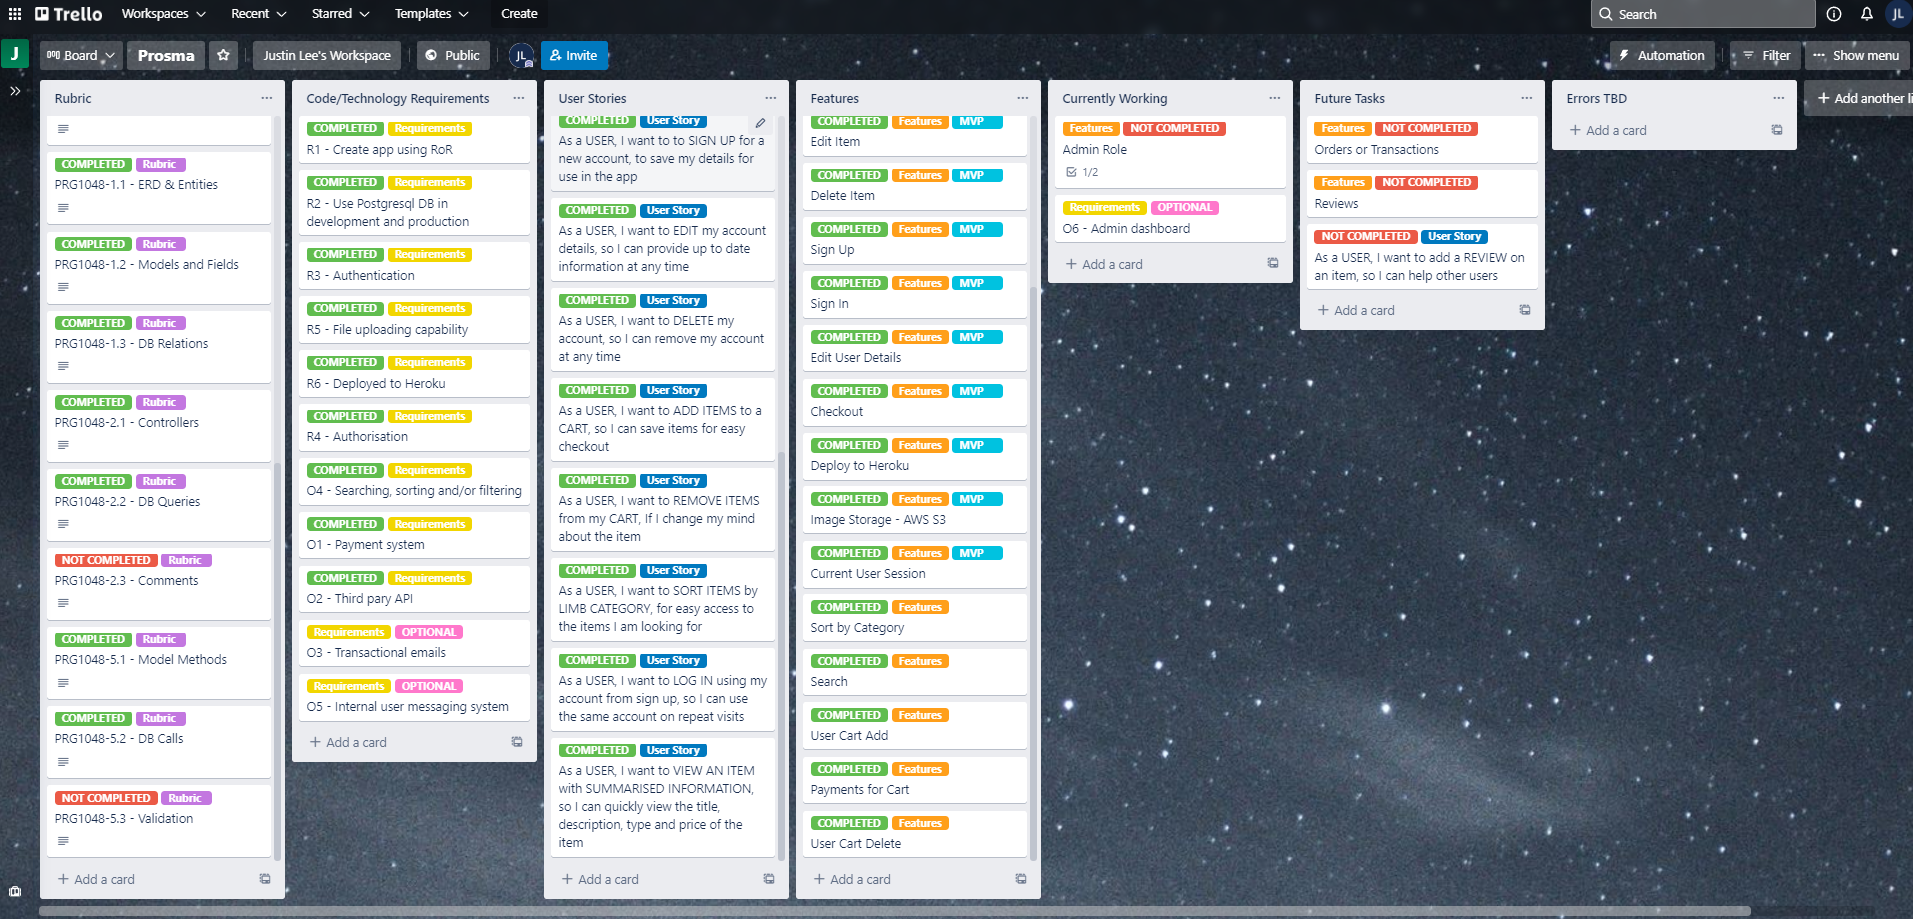 Trello
Workspaces
Recent
Starred
Templates
Create
Search
JL
J
Board
Prosma
Justin Lee's Workspace
Public
JL
Invite
Automation
Filter
Show menu
Rubric
COMPLETED Rubric
PRG1048-1.1 - ERD & Entities
COMPLETED Rubric
PRG1048-1.2 - Models and Fields
COMPLETED Rubric
PRG1048-1.3 - DB Relations
COMPLETED Rubric
PRG1048-2.1 - Controllers
COMPLETED Rubric
PRG1048-2.2 - DB Queries
NOT COMPLETED Rubric
PRG1048-2.3 - Comments
COMPLETED Rubric
PRG1048-5.1 - Model Methods
COMPLETED Rubric
PRG1048-5.2 - DB Calls
NOT COMPLETED Rubric
PRG1048-5.3 - Validation
+ Add a card
Code/Technology Requirements
COMPLETED Requirements
R1 - Create app using RoR
COMPLETED Requirements
R2 - Use Postgresql DB in
development and production
COMPLETED Requirements
R3 - Authentication
COMPLETED Requirements
R5 - File uploading capability
COMPLETED Requirements
R6 - Deployed to Heroku
COMPLETED Requirements
R4 - Authorisation
COMPLETED Requirements
O4 - Searching, sorting and/or filtering
COMPLETED Requirements
O1 - Payment system
COMPLETED Requirements
O2 - Third pary API
Requirements OPTIONAL
O3 - Transactional emails
Requirements OPTIONAL
O5 - Internal user messaging system
+ Add a card
User Stories
COMPLETED User Story
As a USER, I want to to SIGN UP for a
new account, to save my details for
use in the app
COMPLETED User Story
As a USER, I want to EDIT my account
details, so I can provide up to date
information at any time
COMPLETED User Story
As a USER, I want to DELETE my
account, so I can remove my account
at any time
COMPLETED User Story
As a USER, I want to ADD ITEMS to a
CART, so I can save items for easy
checkout
COMPLETED User Story
As a USER, I want to REMOVE ITEMS
from my CART, If I change my mind
about the item
COMPLETED User Story
As a USER, I want to SORT ITEMS by
LIMB CATEGORY, for easy access to
the items I am looking for
COMPLETED User Story
As a USER, I want to LOG IN using my
account from sign up, so I can use
the same account on repeat visits
COMPLETED User Story
As a USER, I want to VIEW AN ITEM
with SUMMARISED INFORMATION,
so I can quickly view the title,
description, type and price of the
item
+ Add a card
Features
COMPLETED Features MVP
Edit Item
COMPLETED Features MVP
Delete Item
COMPLETED Features MVP
Sign Up
COMPLETED Features MVP
Sign In
COMPLETED Features MVP
Edit User Details
COMPLETED Features MVP
Checkout
COMPLETED Features MVP
Deploy to Heroku
COMPLETED Features MVP
Image Storage - AWS S3
COMPLETED Features MVP
Current User Session
COMPLETED Features
Sort by Category
COMPLETED Features
Search
COMPLETED Features
User Cart Add
COMPLETED Features
Payments for Cart
COMPLETED Features
User Cart Delete
+ Add a card
Currently Working
Features NOT COMPLETED
Admin Role
1/2
Requirements OPTIONAL
O6 - Admin dashboard
+ Add a card
Future Tasks
Features NOT COMPLETED
Orders or Transactions
Features NOT COMPLETED
Reviews
NOT COMPLETED User Story
As a USER, I want to add a REVIEW on
an item, so I can help other users
+ Add a card
Errors TBD
+ Add a card
+ Add another li